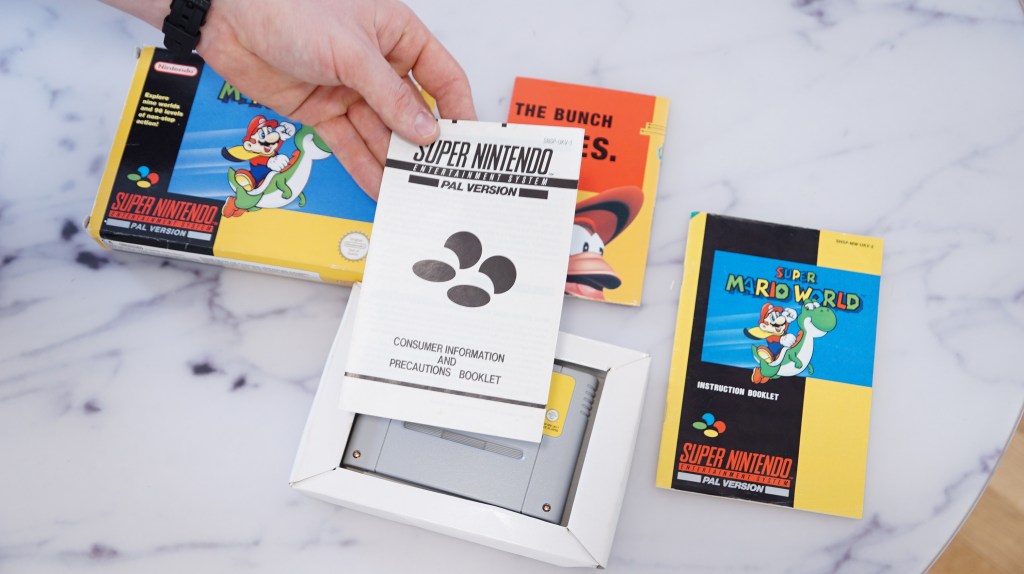 Nintendo
Explore
nine worlds
and 96 levels
of non-stop
action!
SUPER NINTENDO
ENTERTAINMENT SYSTEM
PAL VERSION
SUPER NINTENDO
ENTERTAINMENT SYSTEM
PAL VERSION
CONSUMER INFORMATION
AND
PRECAUTIONS BOOKLET
THE BUNCH
ES.
SUPER
MARIO WORLD
INSTRUCTION BOOKLET
SUPER NINTENDO
ENTERTAINMENT SYSTEM
PAL VERSION